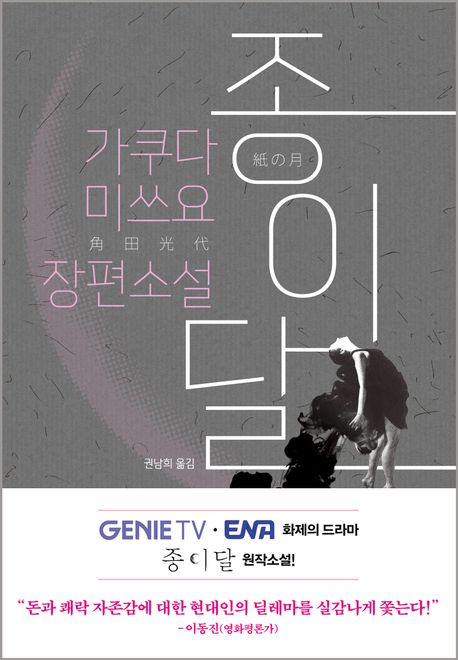 종이달
紙の月
가쿠다
미쓰요
角田光代
장편소설
권남희 옮김
GENIE TV · ENA 화제의 드라마
종이달 원작소설!
“돈과 쾌락 자존감에 대한 현대인의 딜레마를 실감나게 쫓는다!”
- 이동진(영화평론가)